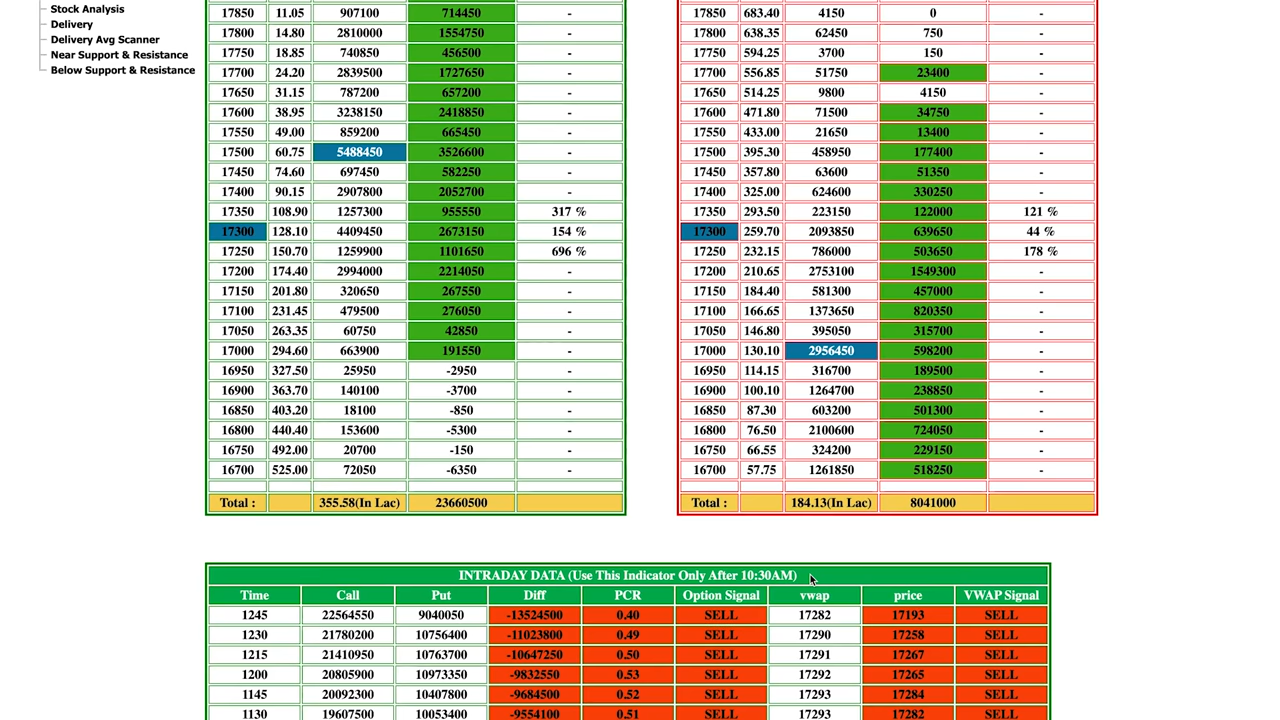 Stock Analysis
Delivery
Delivery Avg Scanner
Near Support & Resistance
Below Support & Resistance
17850 11.05 907100 714450 -
17800 14.80 2810000 1554750 -
17750 18.85 740850 456500 -
17700 24.20 2839500 1727650 -
17650 31.15 787200 657200 -
17600 38.95 3238150 2418850 -
17550 49.00 859200 665450 -
17500 60.75 5488450 3526600 -
17450 74.60 697450 582250 -
17400 90.15 2907800 2052700 -
17350 108.90 1257300 955550 317 %
17300 128.10 4409450 2673150 154 %
17250 150.70 1259900 1101650 696 %
17200 174.40 2994000 2214050 -
17150 201.80 320650 267550 -
17100 231.45 479500 276050 -
17050 263.35 60750 42850 -
17000 294.60 663900 191550 -
16950 327.50 25950 -2950 -
16900 363.70 140100 -3700 -
16850 403.20 18100 -850 -
16800 440.40 153600 -5300 -
16750 492.00 20700 -150 -
16700 525.00 72050 -6350 -
Total : 355.58(In Lac) 23660500
17850 683.40 4150 0 -
17800 638.35 62450 750 -
17750 594.25 3700 150 -
17700 556.85 51750 23400 -
17650 514.25 9800 4150 -
17600 471.80 71500 34750 -
17550 433.00 21650 13400 -
17500 395.30 458950 177400 -
17450 357.80 63600 51350 -
17400 325.00 624600 330250 -
17350 293.50 223150 122000 121 %
17300 259.70 2093850 639650 44 %
17250 232.15 786000 503650 178 %
17200 210.65 2753100 1549300 -
17150 184.40 581300 457000 -
17100 166.65 1373650 820350 -
17050 146.80 395050 315700 -
17000 130.10 2956450 598200 -
16950 114.15 316700 189500 -
16900 100.10 1264700 238850 -
16850 87.30 603200 501300 -
16800 76.50 2100600 724050 -
16750 66.55 324200 229150 -
16700 57.75 1261850 518250 -
Total : 184.13(In Lac) 8041000
INTRADAY DATA (Use This Indicator Only After 10:30AM)
Time Call Put Diff PCR Option Signal vwap price VWAP Signal
1245 22564550 9040050 -13524500 0.40 SELL 17282 17193 SELL
1230 21780200 10756400 -11023800 0.49 SELL 17290 17258 SELL
1215 21410950 10763700 -10647250 0.50 SELL 17291 17267 SELL
1200 20805900 10973350 -9832550 0.53 SELL 17292 17265 SELL
1145 20092300 10407800 -9684500 0.52 SELL 17293 17284 SELL
1130 19607500 10053400 -9554100 0.51 SELL 17293 17282 SELL